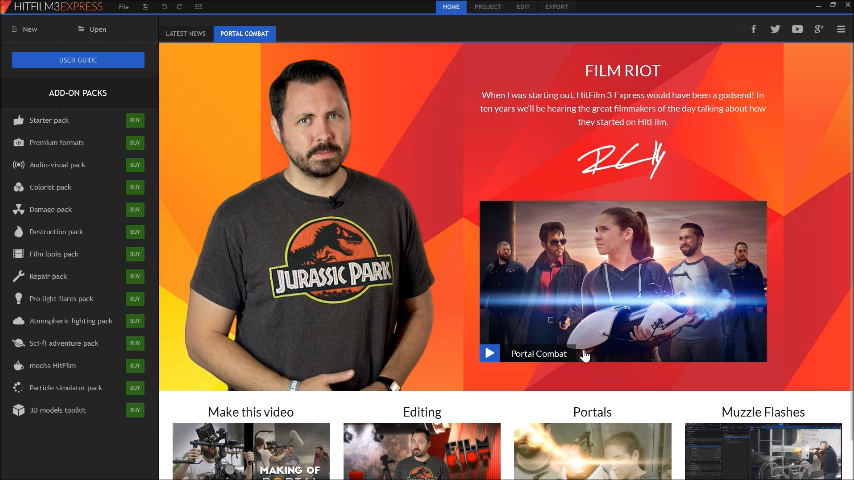 HITFILM3EXPRESS
File
HOME
PROJECT
EDIT
EXPORT
New
Open
LATEST NEWS
PORTAL COMBAT
USER GUIDE
ADD-ON PACKS
Starter pack BUY
Premium formats BUY
Audio-visual pack BUY
Colorist pack BUY
Damage pack BUY
Destruction pack BUY
Film looks pack BUY
Repair pack BUY
Pro light flares pack BUY
Atmospheric lighting pack BUY
Sci-fi adventure pack BUY
mocha HitFilm BUY
Particle simulator pack BUY
3D models toolkit BUY
FILM RIOT
When I was starting out, HitFilm 3 Express would have been a godsend! In
ten years we'll be hearing the great filmmakers of the day talking about how
they started on HitFilm.
JURASSIC PARK
Portal Combat
Make this video
Editing
Portals
Muzzle Flashes
MAKING OF